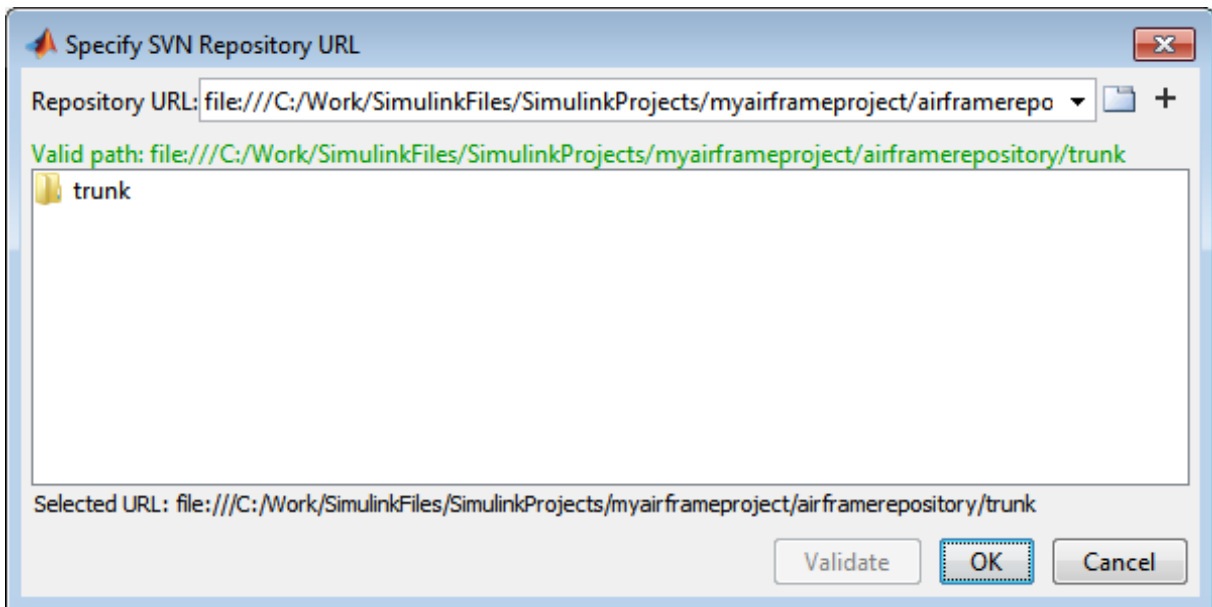 Specify SVN Repository URL
Repository URL: file:///C:/Work/SimulinkFiles/SimulinkProjects/myairframeproject/airframerepo
Valid path: file:///C:/Work/SimulinkFiles/SimulinkProjects/myairframeproject/airframerepository/trunk
trunk
Selected URL: file:///C:/Work/SimulinkFiles/SimulinkProjects/myairframeproject/airframerepository/trunk
Validate OK Cancel